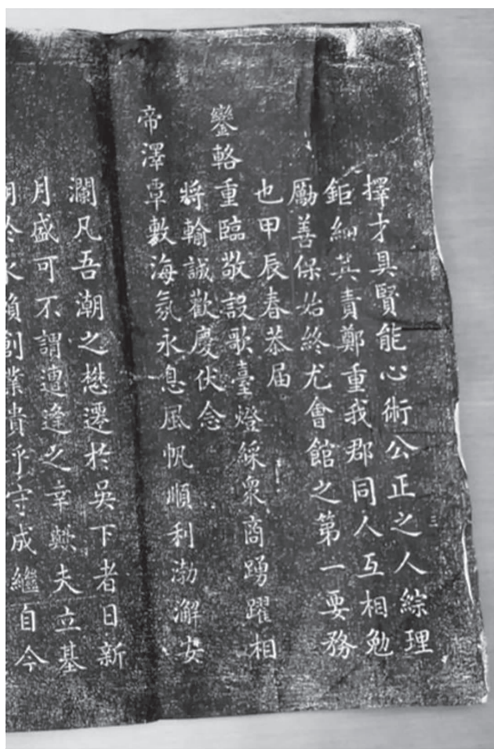 擇才具賢能心術公正之人綜理
鉅細其責鄭重我郡同人互相勉
勵善保始終尤會館之第一要務
也甲辰春恭届
鑾輅重臨敬設歌臺燈綵衆商踴躍相
將輸誠歡慶伏念
帝澤覃敷海氛永息風帆順利渤澥安
瀾凡吾潮之懋遷於吳下者日新
月盛可不謂遭逢之幸歟夫立基
於永賴創業貴乎守成繼自今